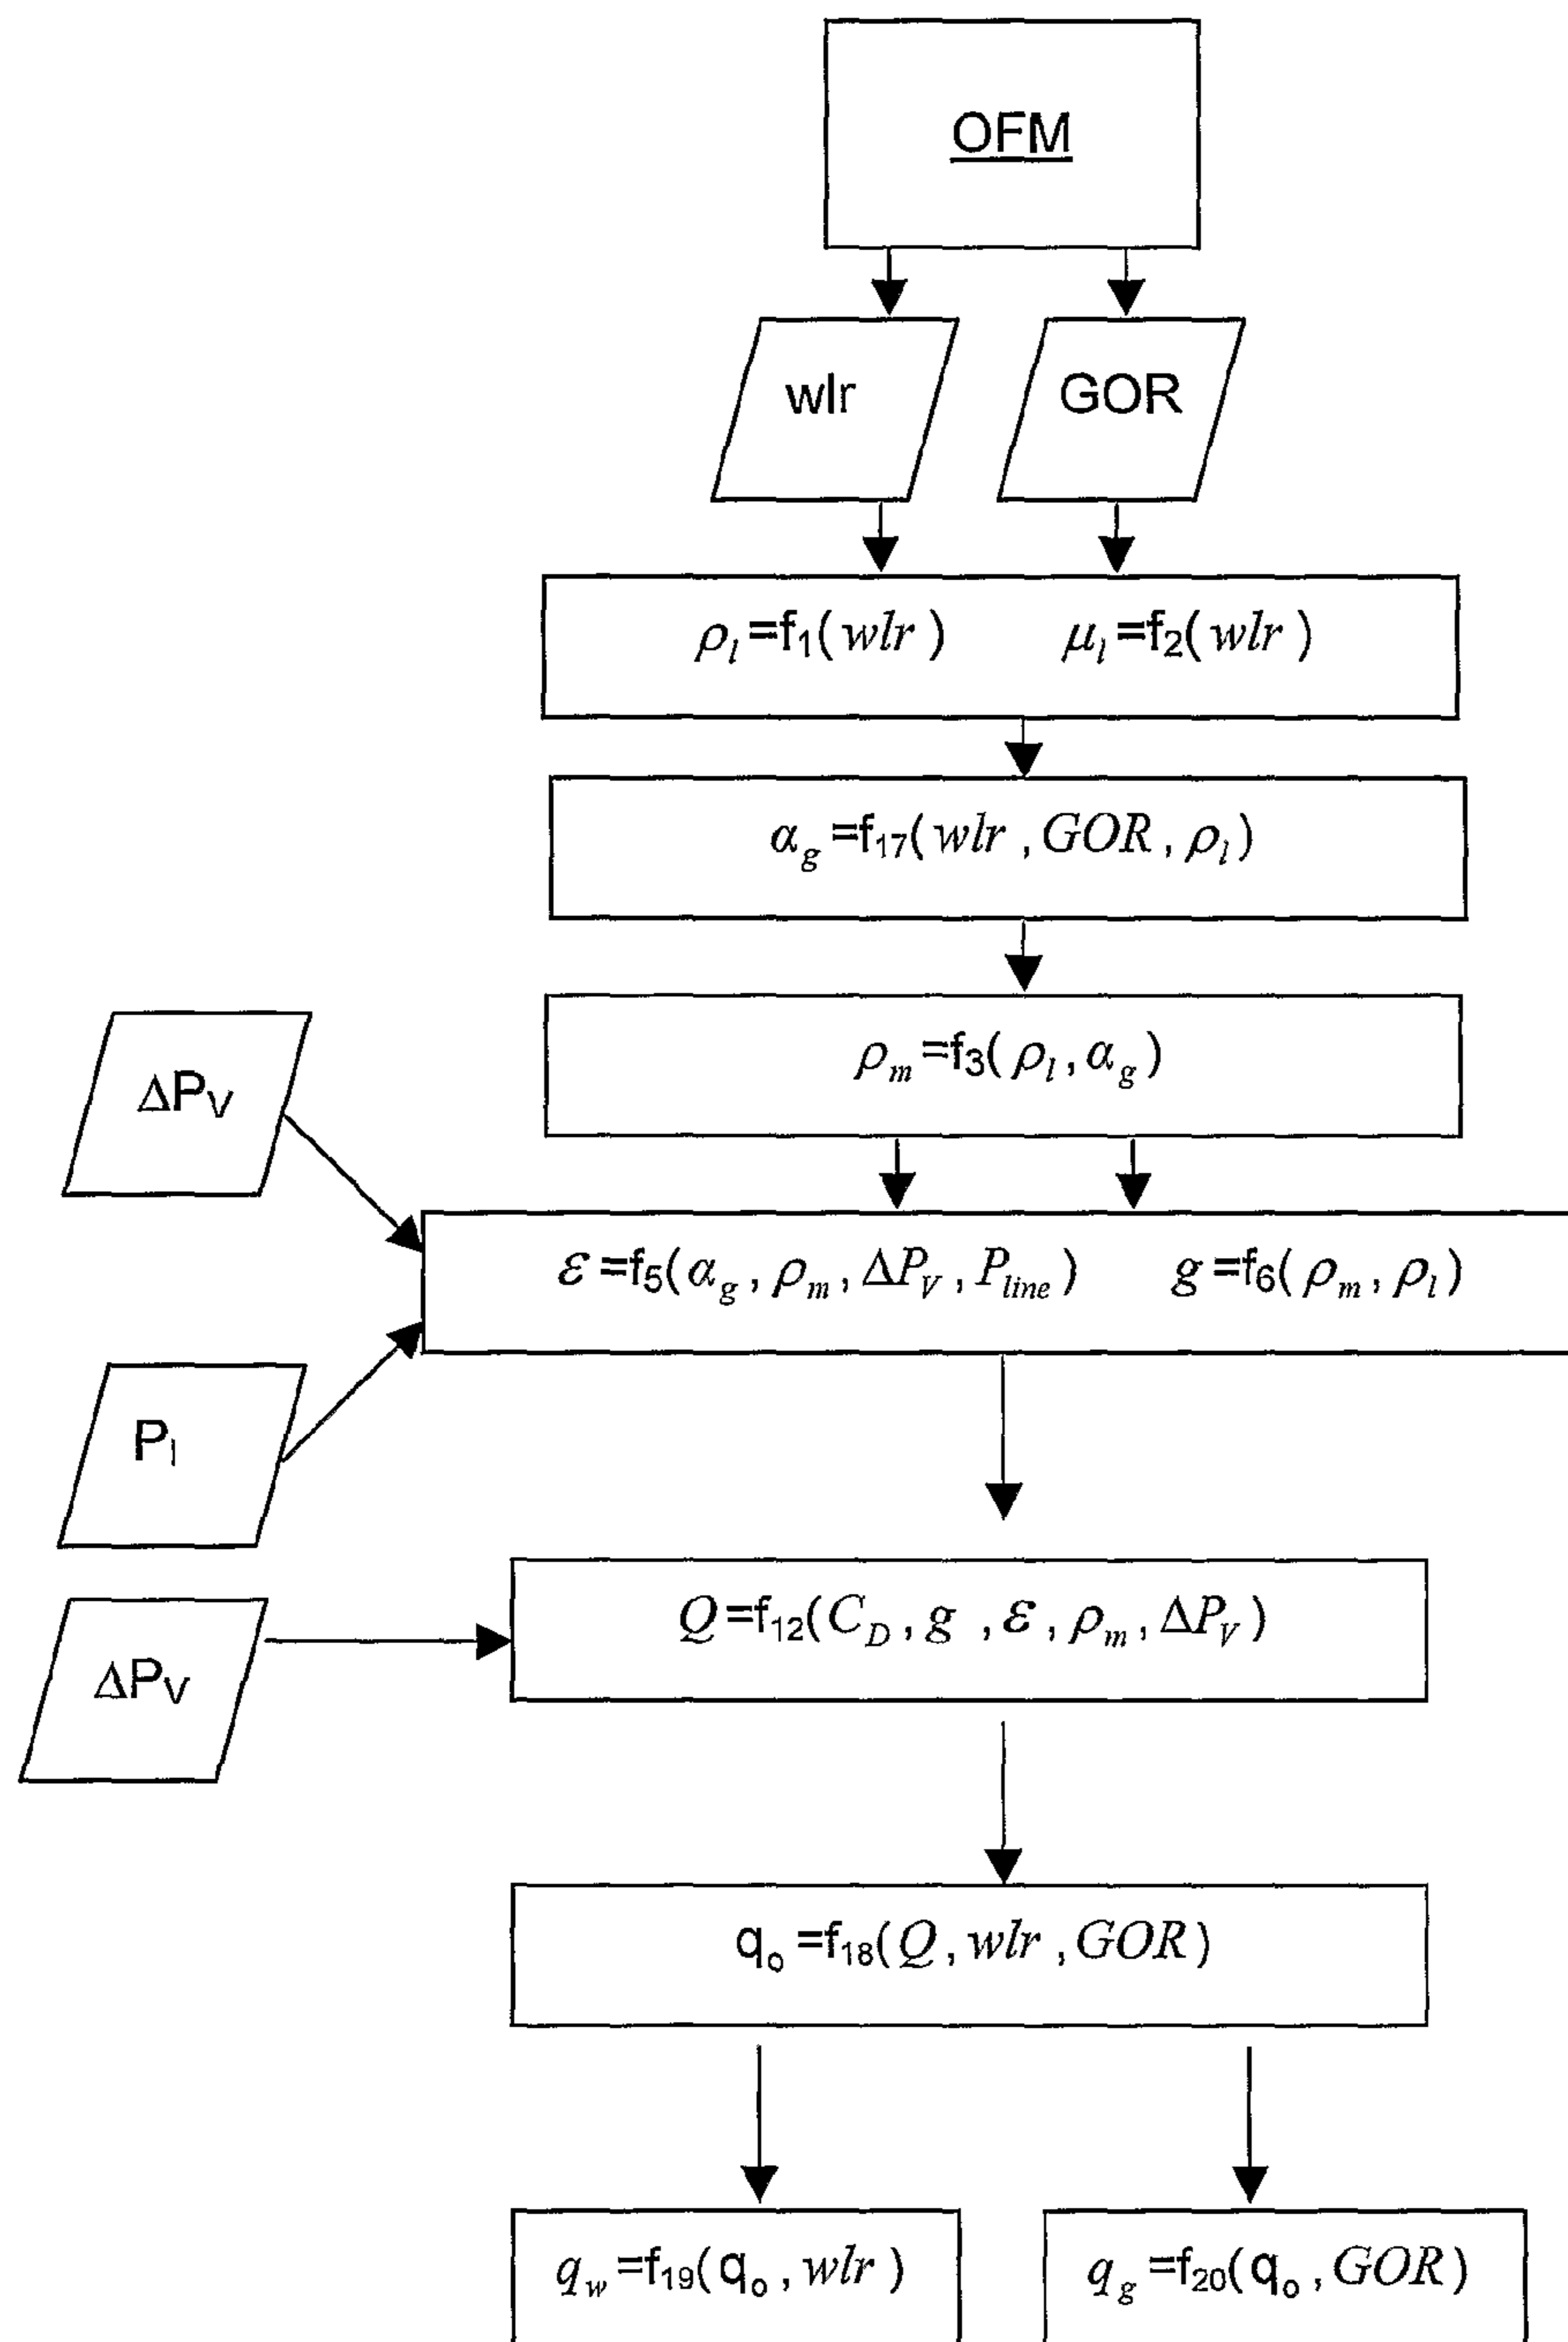 OFM
wlr GOR
ρl=f1(wlr) μl=f2(wlr)
αg=f17(wlr,GOR,ρl)
ρm=f3(ρl,αg)
ΔPV
ε=f5(αg,ρm,ΔPV,Pline) g=f6(ρm,ρl)
Pl
Q=f12(CD,g,ε,ρm,ΔPV)
ΔPV
qo=f18(Q,wlr,GOR)
qw=f19(qo,wlr) qg=f20(qo,GOR)